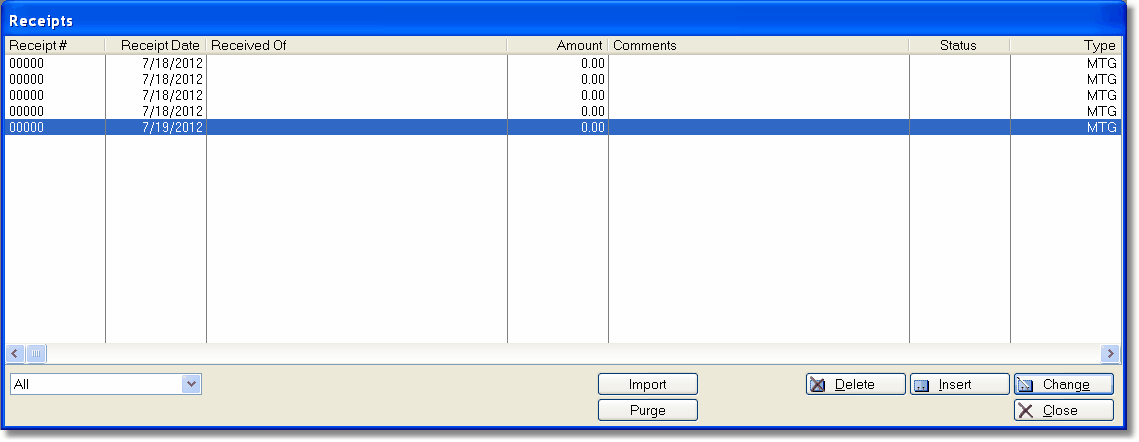 Receipts
Receipt # Receipt Date Received Of Amount Comments Status Type
00000 7/18/2012 0.00 MTG
00000 7/18/2012 0.00 MTG
00000 7/18/2012 0.00 MTG
00000 7/18/2012 0.00 MTG
00000 7/19/2012 0.00 MTG
All Import Delete Insert Change
Purge Close